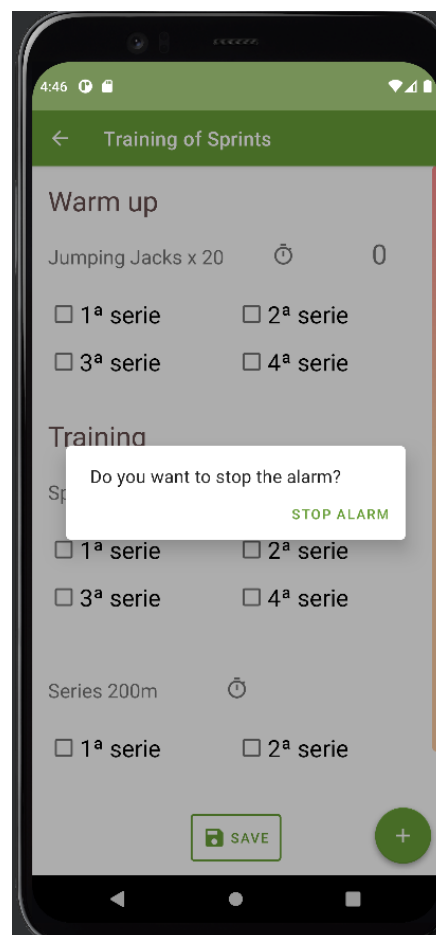 4:46
Training of Sprints
Warm up
Jumping Jacks x 20 0
1ª serie 2ª serie
3ª serie 4ª serie
Training
Do you want to stop the alarm?
STOP ALARM
1ª serie 2ª serie
3ª serie 4ª serie
Series 200m
1ª serie 2ª serie
SAVE
+